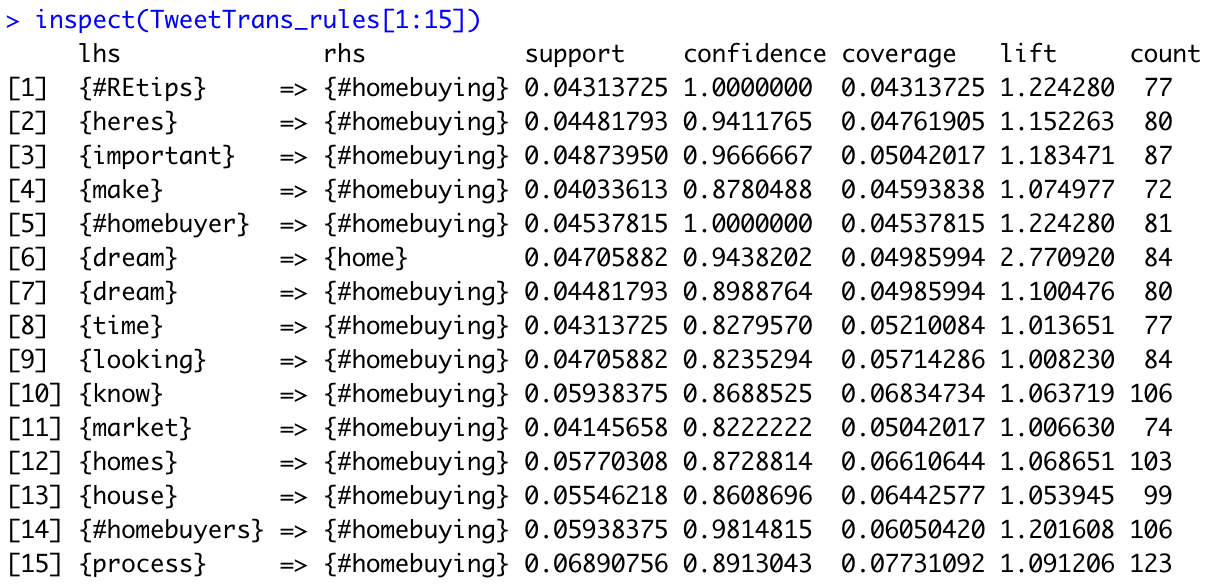 > inspect(TweetTrans_rules[1:15])
lhs rhs support confidence coverage lift count
[1] {#REtips} => {#homebuying} 0.04313725 1.0000000 0.04313725 1.224280 77
[2] {heres} => {#homebuying} 0.04481793 0.9411765 0.04761905 1.152263 80
[3] {important} => {#homebuying} 0.04873950 0.9666667 0.05042017 1.183471 87
[4] {make} => {#homebuying} 0.04033613 0.8780488 0.04593838 1.074977 72
[5] {#homebuyer} => {#homebuying} 0.04537815 1.0000000 0.04537815 1.224280 81
[6] {dream} => {home} 0.04705882 0.9438202 0.04985994 2.770920 84
[7] {dream} => {#homebuying} 0.04481793 0.8988764 0.04985994 1.100476 80
[8] {time} => {#homebuying} 0.04313725 0.8279570 0.05210084 1.013651 77
[9] {looking} => {#homebuying} 0.04705882 0.8235294 0.05714286 1.008230 84
[10] {know} => {#homebuying} 0.05938375 0.8688525 0.06834734 1.063719 106
[11] {market} => {#homebuying} 0.04145658 0.8222222 0.05042017 1.006630 74
[12] {homes} => {#homebuying} 0.05770308 0.8728814 0.06610644 1.068651 103
[13] {house} => {#homebuying} 0.05546218 0.8608696 0.06442577 1.053945 99
[14] {#homebuyers} => {#homebuying} 0.05938375 0.9814815 0.06050420 1.201608 106
[15] {process} => {#homebuying} 0.06890756 0.8913043 0.07731092 1.091206 123